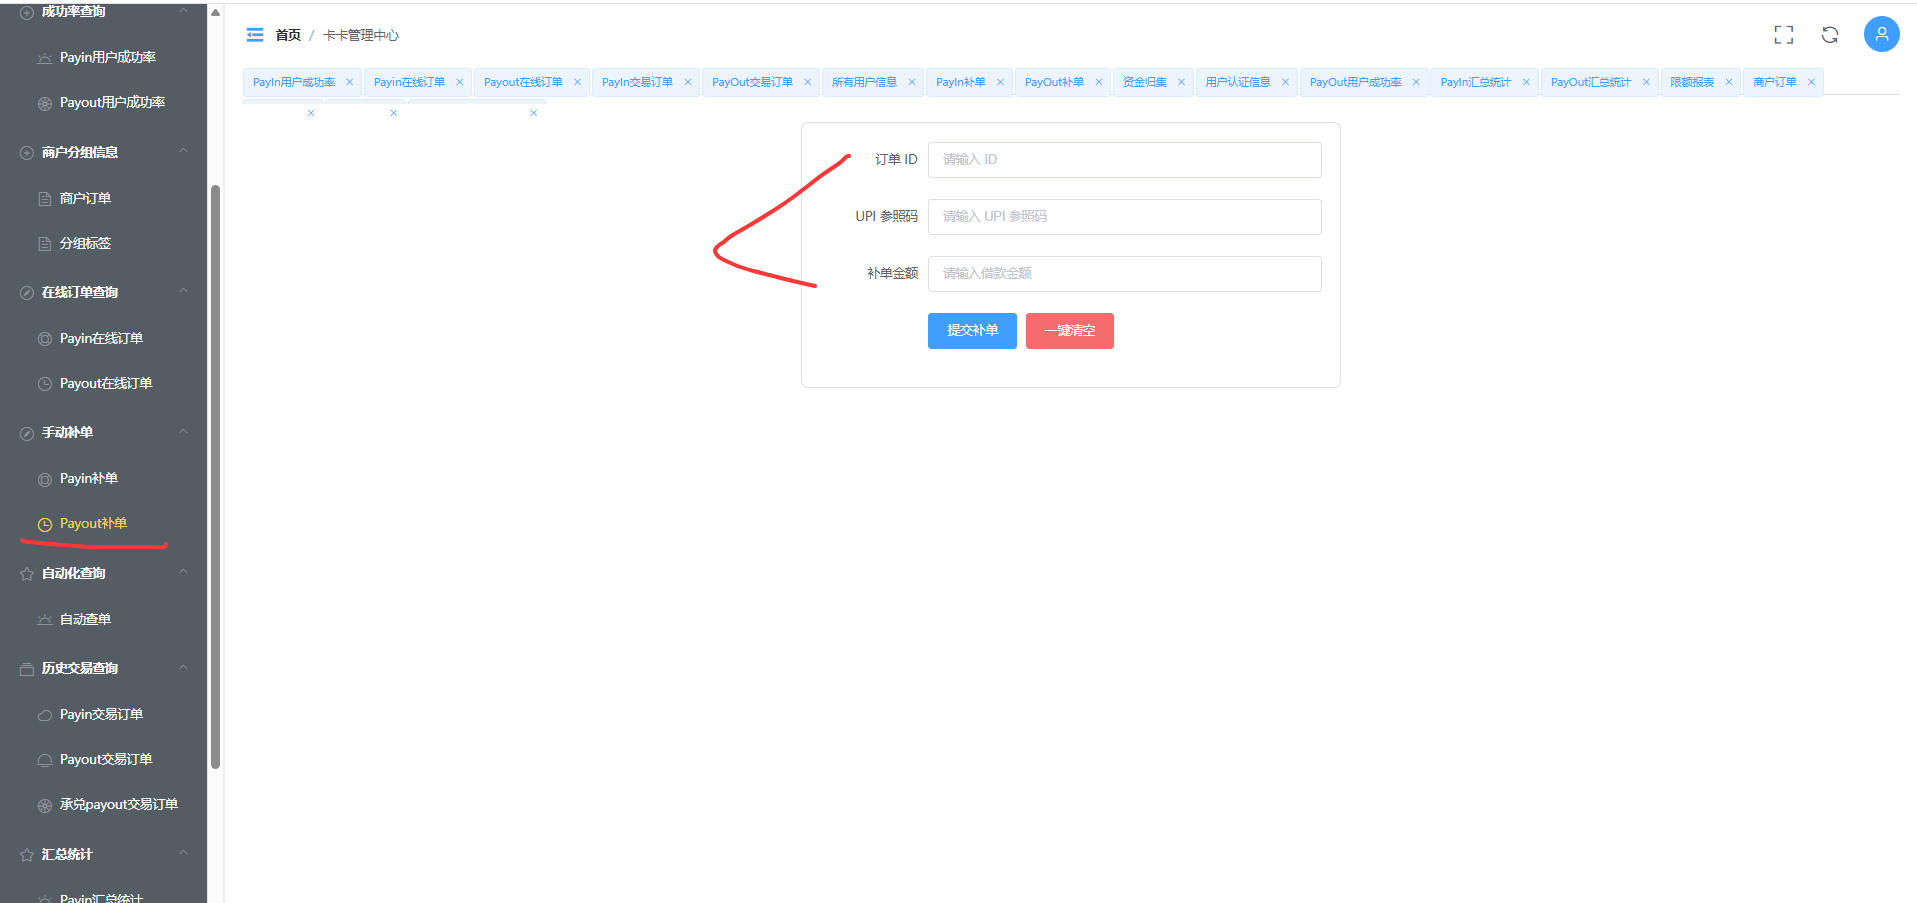 成功率查询
Payin用户成功率
Payout用户成功率
商户分组信息
商户订单
分组标签
在线订单查询
Payin在线订单
Payout在线订单
手动补单
Payin补单
Payout补单
自动化查询
自动查单
历史交易查询
Payin交易订单
Payout交易订单
承兑payout交易订单
汇总统计
Payin汇总统计
首页 / 卡卡管理中心
PayIn用户成功率 Payin在线订单 Payout在线订单 PayIn交易订单 PayOut交易订单 所有用户信息 PayIn补单 PayOut补单 资金归集 用户认证信息 PayOut用户成功率 PayIn汇总统计 PayOut汇总统计 限额报表 商户订单
订单 ID 请输入 ID
UPI 参照码 请输入 UPI 参照码
补单金额 请输入借款金额
提交补单 一键清空